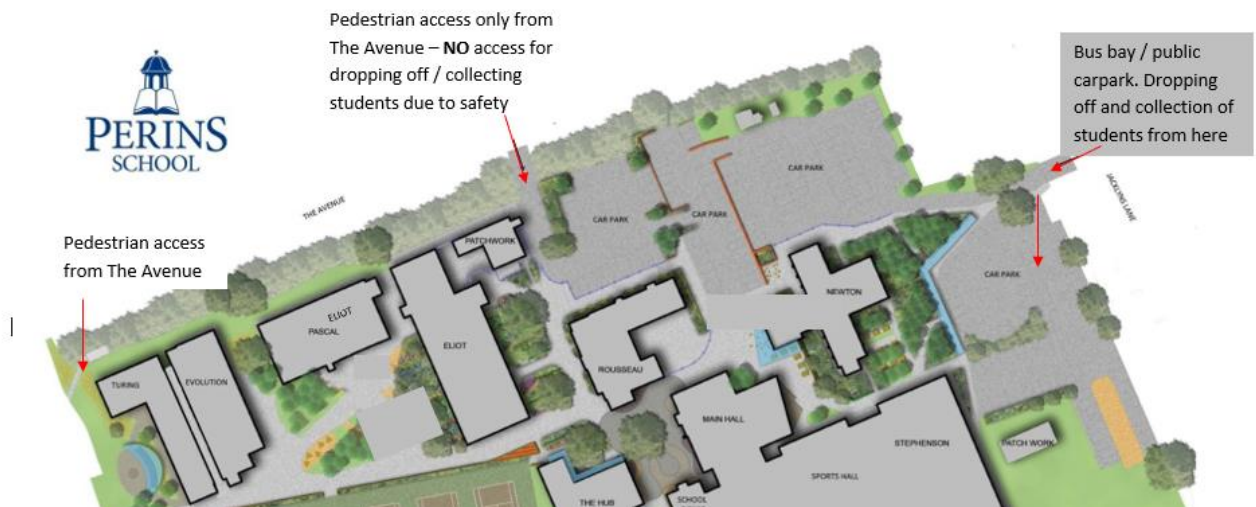 PERINS
SCHOOL
Pedestrian access only from
The Avenue – NO access for
dropping off / collecting
students due to safety
Bus bay / public
carpark. Dropping
off and collection of
students from here
Pedestrian access
from The Avenue
THE AVENUE
JACKLYNS LANE
CAR PARK
CAR PARK
CAR PARK
CAR PARK
PATCHWORK
ELIOT
PASCAL
ELIOT
NEWTON
TURING
EVOLUTION
ROUSSEAU
MAIN HALL
STEPHENSON
PATCH WORK
SPORTS HALL
THE HUB
SCHOOL